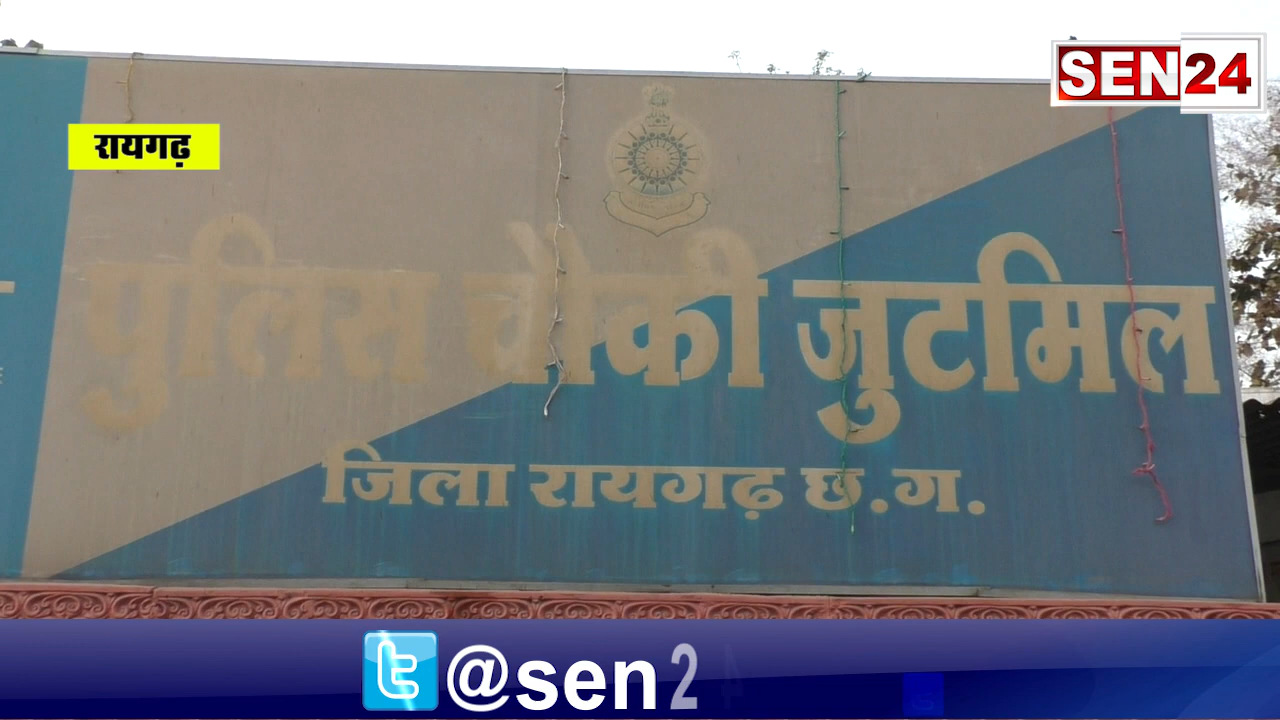 SEN24
रायगढ़
पुलिस चौकी जुटमिल
जिला रायगढ़ छ.ग.
@sen2